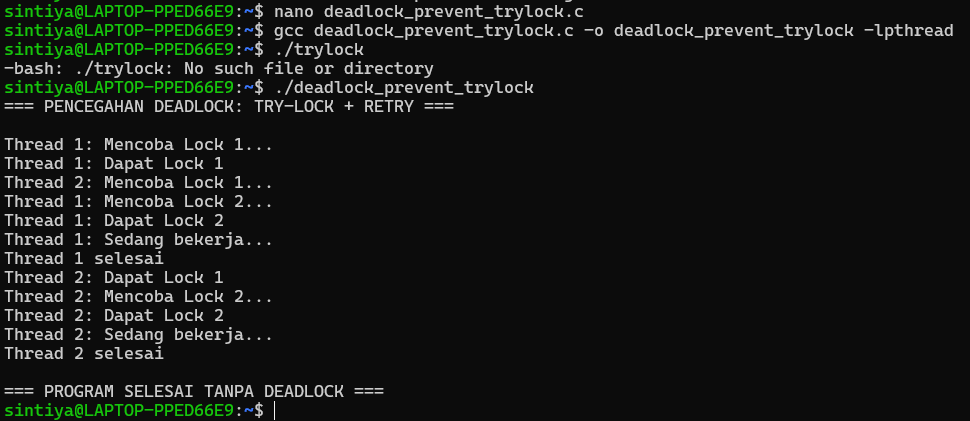 sintiya@LAPTOP-PPED66E9:~$ nano deadlock_prevent_trylock.c
sintiya@LAPTOP-PPED66E9:~$ gcc deadlock_prevent_trylock.c -o deadlock_prevent_trylock -lpthread
sintiya@LAPTOP-PPED66E9:~$ ./trylock
-bash: ./trylock: No such file or directory
sintiya@LAPTOP-PPED66E9:~$ ./deadlock_prevent_trylock
=== PENCEGAHAN DEADLOCK: TRY-LOCK + RETRY ===
Thread 1: Mencoba Lock 1...
Thread 1: Dapat Lock 1
Thread 2: Mencoba Lock 1...
Thread 1: Mencoba Lock 2...
Thread 1: Dapat Lock 2
Thread 1: Sedang bekerja...
Thread 1 selesai
Thread 2: Dapat Lock 1
Thread 2: Mencoba Lock 2...
Thread 2: Dapat Lock 2
Thread 2: Sedang bekerja...
Thread 2 selesai
=== PROGRAM SELESAI TANPA DEADLOCK ===
sintiya@LAPTOP-PPED66E9:~$